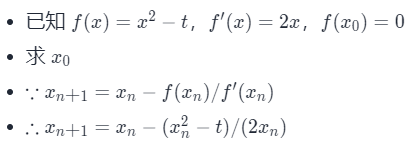 • 已知 f(x) = x² − t，f′(x) = 2x，f(x₀) = 0
• 求 x₀
• ∵ xₙ₊₁ = xₙ − f(xₙ)/f′(xₙ)
• ∴ xₙ₊₁ = xₙ − (xₙ² − t)/(2xₙ)